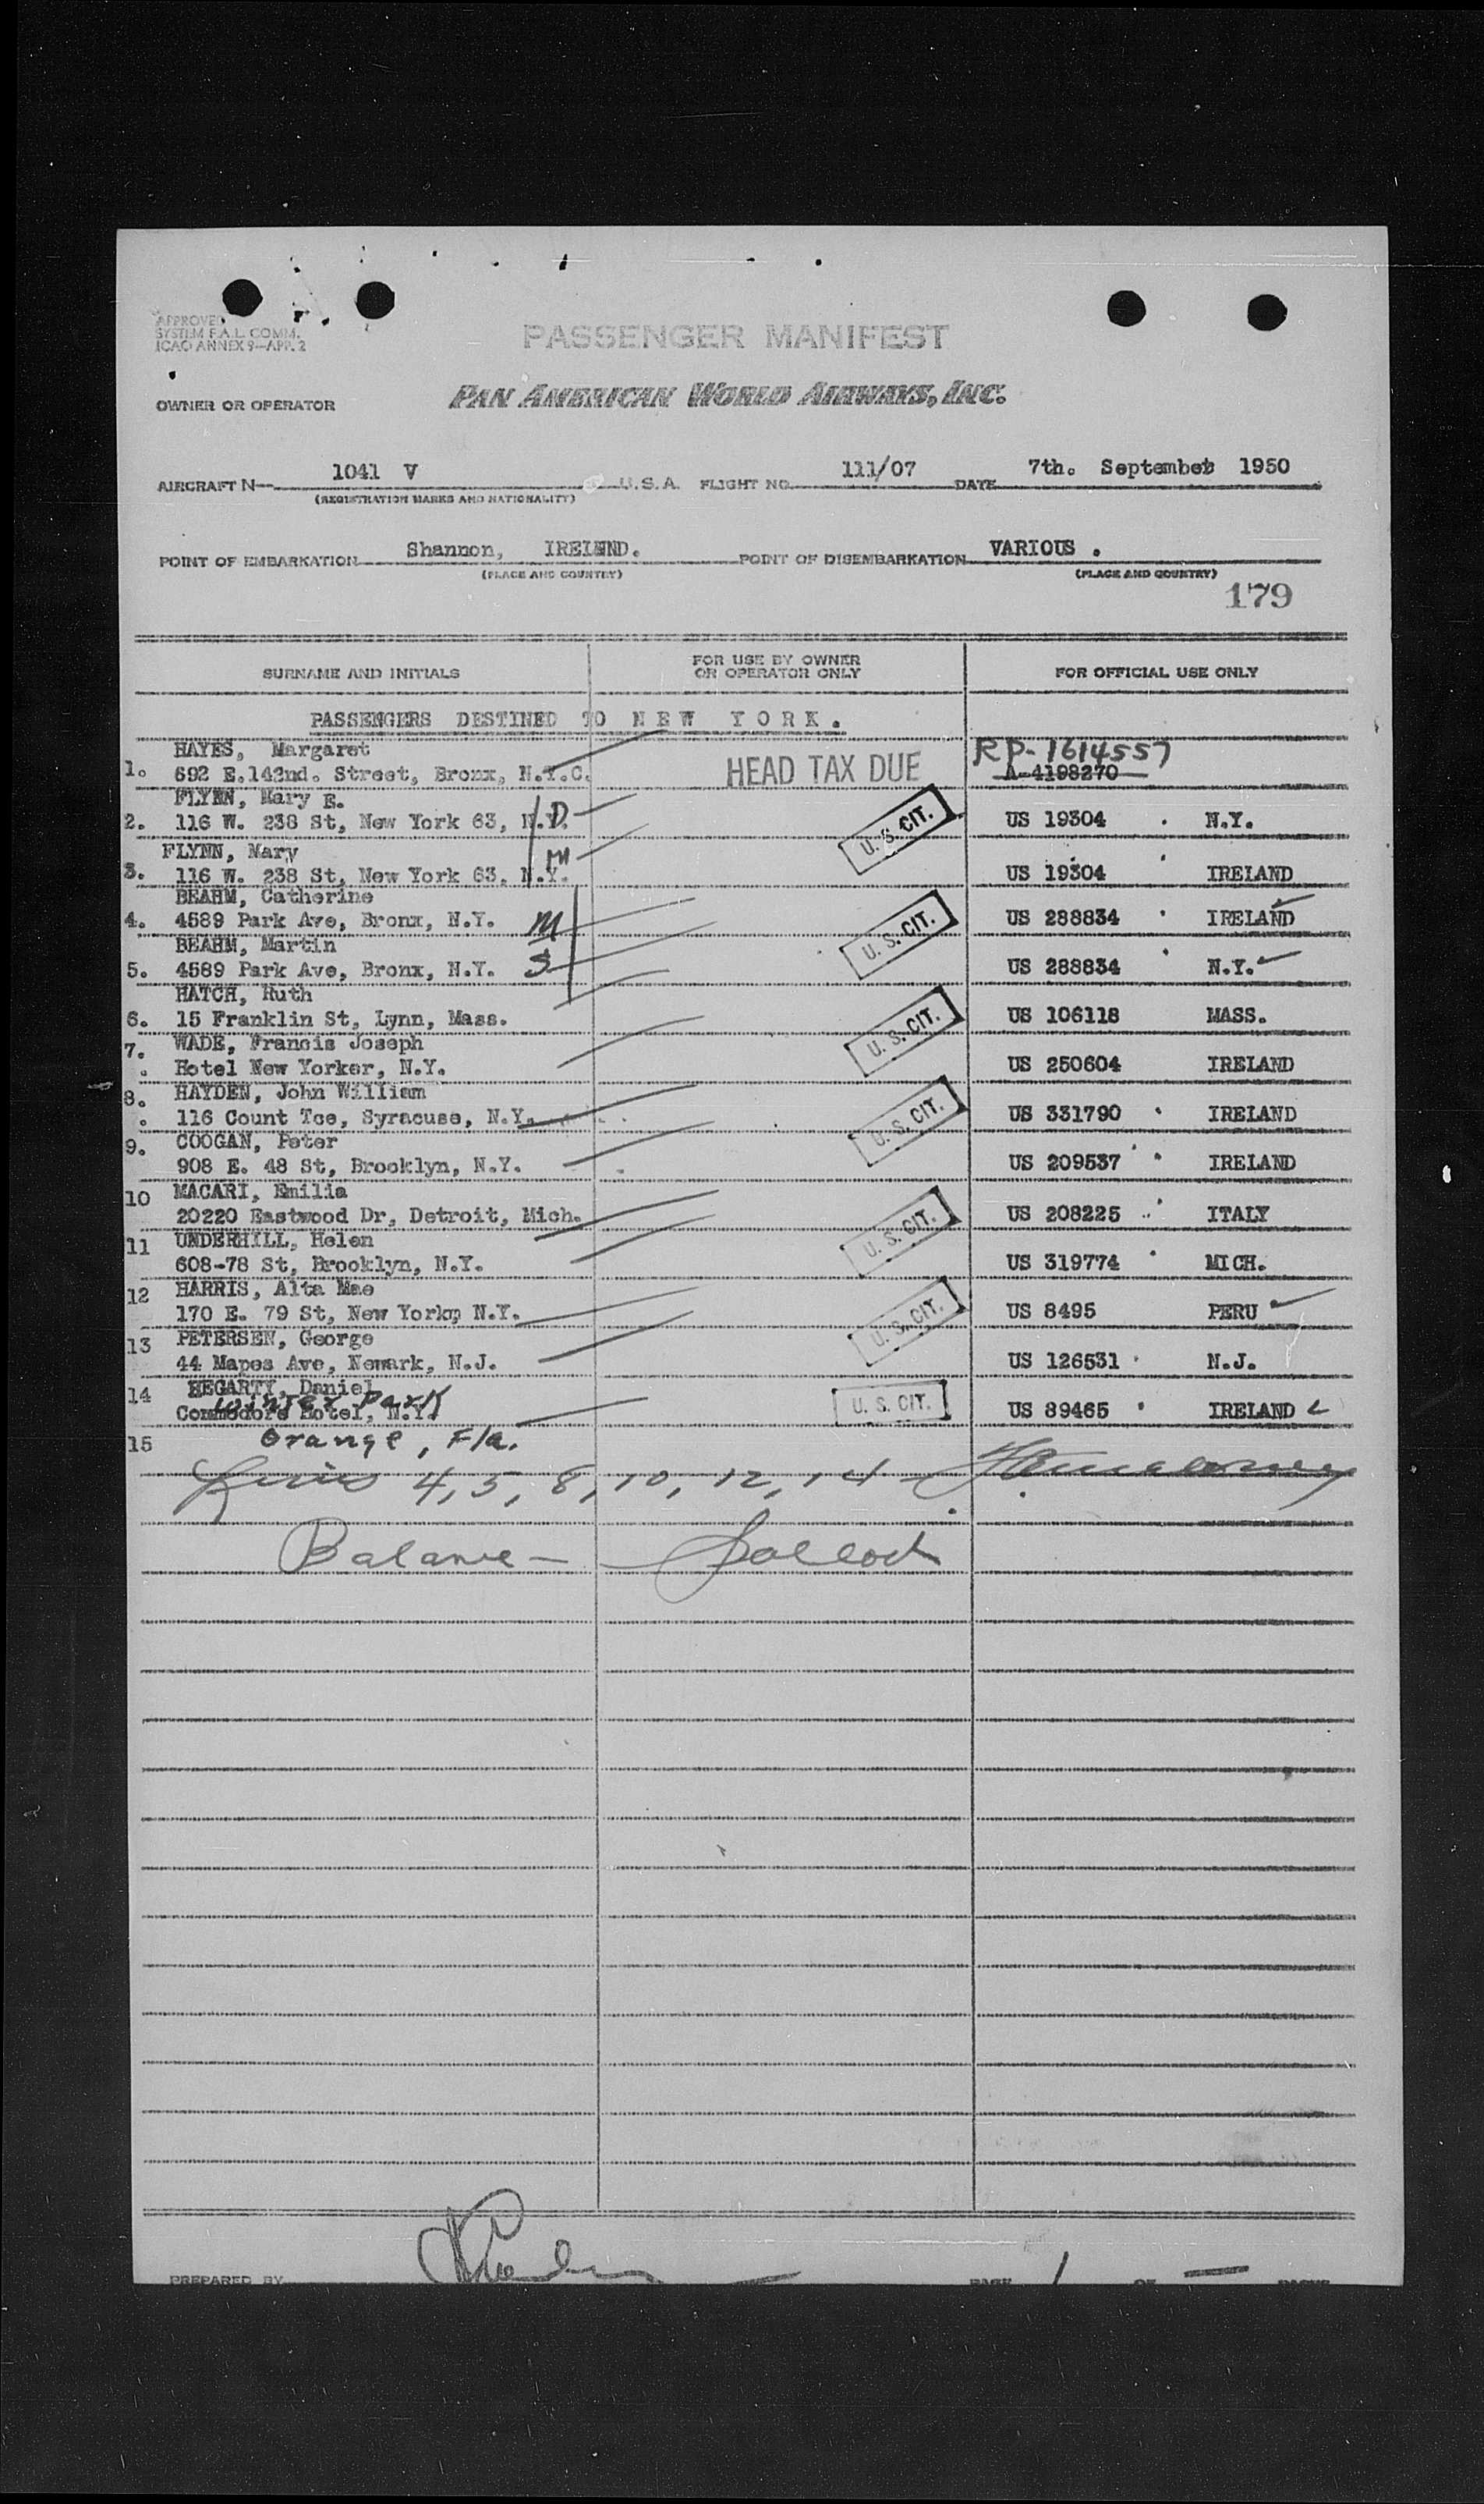 APPROVED
SYSTEM F.A.L. COMM.
ICAO ANNEX 9—APP. 2
PASSENGER MANIFEST
OWNER OR OPERATOR PAN AMERICAN WORLD AIRWAYS, INC.
AIRCRAFT N— 1041 V U.S.A. FLIGHT NO. 111/07 DATE 7th. September 1950
(REGISTRATION MARKS AND NATIONALITY)
POINT OF EMBARKATION Shannon, IRELAND. POINT OF DISEMBARKATION VARIOUS .
(PLACE AND COUNTRY) (PLACE AND COUNTRY)
179
SURNAME AND INITIALS FOR USE BY OWNER OR OPERATOR ONLY FOR OFFICIAL USE ONLY
PASSENGERS DESTINED TO NEW YORK.
HAYES, Margaret RP-1614557
1. 692 E.142nd. Street, Bronx, N.Y.C. HEAD TAX DUE A-4198270
FLYNN, Mary E.
2. 116 W. 238 St, New York 63, N.Y. D U. S. CIT. US 19304 . N.Y.
FLYNN, Mary
3. 116 W. 238 St, New York 63, N.Y. M US 19304 IRELAND
BEAHM, Catherine
4. 4589 Park Ave, Bronx, N.Y. M U. S. CIT. US 288834 IRELAND
BEAHM, Martin
5. 4589 Park Ave, Bronx, N.Y. S US 288834 N.Y.
HATCH, Ruth
6. 15 Franklin St, Lynn, Mass. U. S. CIT. US 106118 MASS.
7. WADE, Francis Joseph
. Hotel New Yorker, N.Y. US 250604 IRELAND
8. HAYDEN, John William
. 116 Count Tce, Syracuse, N.Y. U. S. CIT. US 331790 IRELAND
9. COOGAN, Peter
908 E. 48 St, Brooklyn, N.Y. US 209537 IRELAND
10 MACARI, Emilia
20220 Eastwood Dr, Detroit, Mich. U. S. CIT. US 208225 ITALY
11 UNDERHILL, Helen
608-78 St, Brooklyn, N.Y. US 319774 MICH.
12 HARRIS, Alta Mae
170 E. 79 St, New Yorkp N.Y. U. S. CIT. US 8495 PERU
13 PETERSEN, George
44 Mapes Ave, Newark, N.J. US 126531 N.J.
14 HEGARTY, Daniel
Winter Park
Commodore Hotel, N.Y. U. S. CIT. US 89465 IRELAND
15 Orange, Fla.
4, 5, 8, 10, 12, 14 —
Balance —
PREPARED BY PAGE 1 OF PAGES